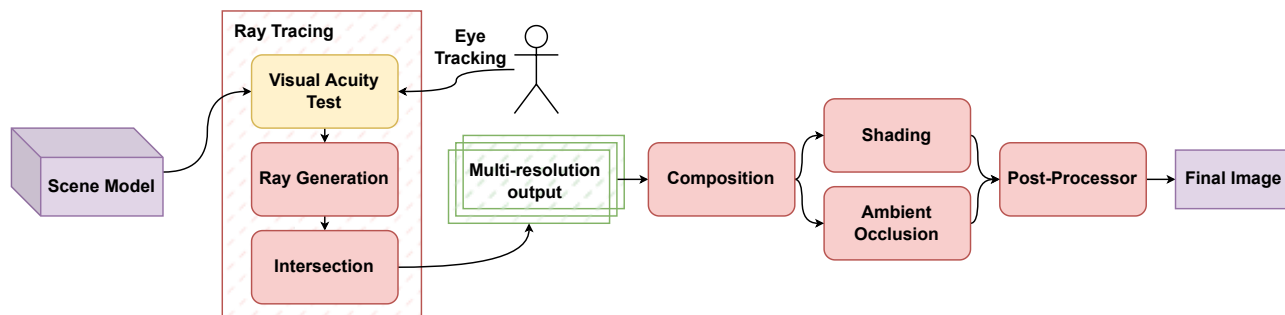 Ray Tracing
Eye
Tracking
Visual Acuity
Test
Scene Model
Ray Generation
Intersection
Multi-resolution
output
Composition
Shading
Ambient
Occlusion
Post-Processor
Final Image